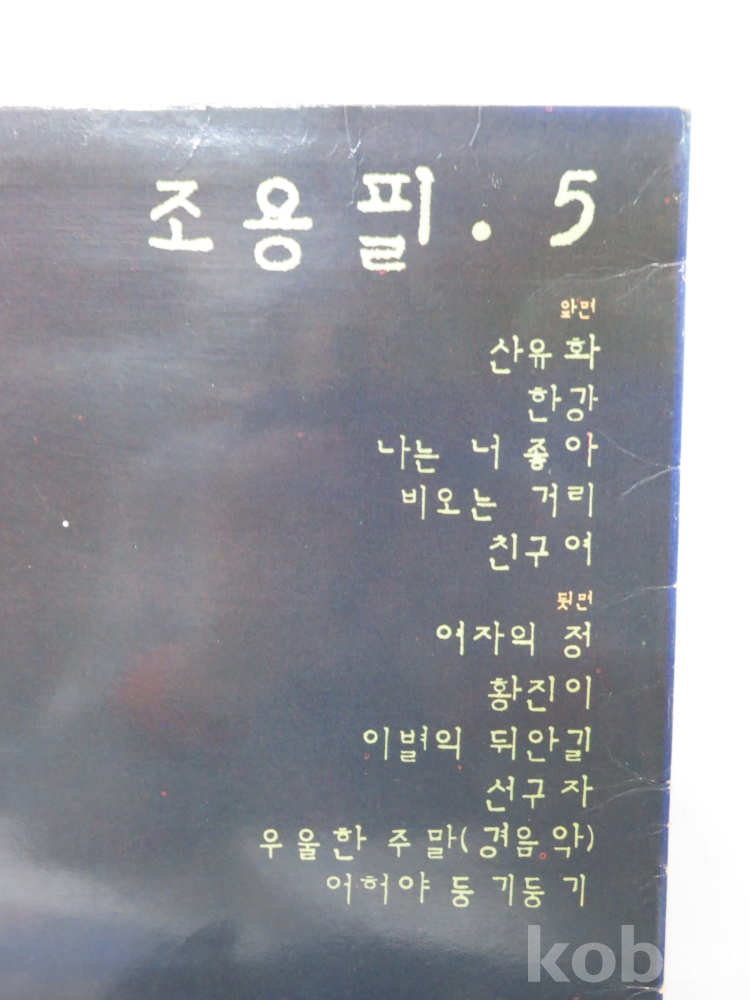 조용필 . 5
앞면
산유화
한강
나는 너 좋아
비오는 거리
친구여
뒷면
여자의 정
황진이
이별의 뒤안길
선구자
우울한 주말(경음악)
어허야 둥기둥기
koba